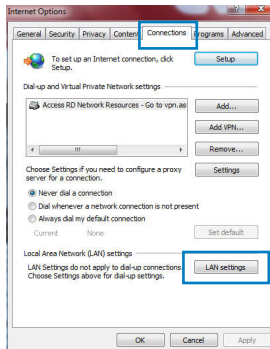 Internet Options
General Security Privacy Content Connections Programs Advanced
To set up an Internet connection, click
Setup.
Setup
Dial-up and Virtual Private Network settings
Access RD Network Resources - Go to vpn.as
Add...
Add VPN...
Remove...
Choose Settings if you need to configure a proxy
server for a connection.
Settings
Never dial a connection
Dial whenever a network connection is not present
Always dial my default connection
Current None
Set default
Local Area Network (LAN) settings
LAN Settings do not apply to dial-up connections.
Choose Settings above for dial-up settings.
LAN settings
OK Cancel Apply